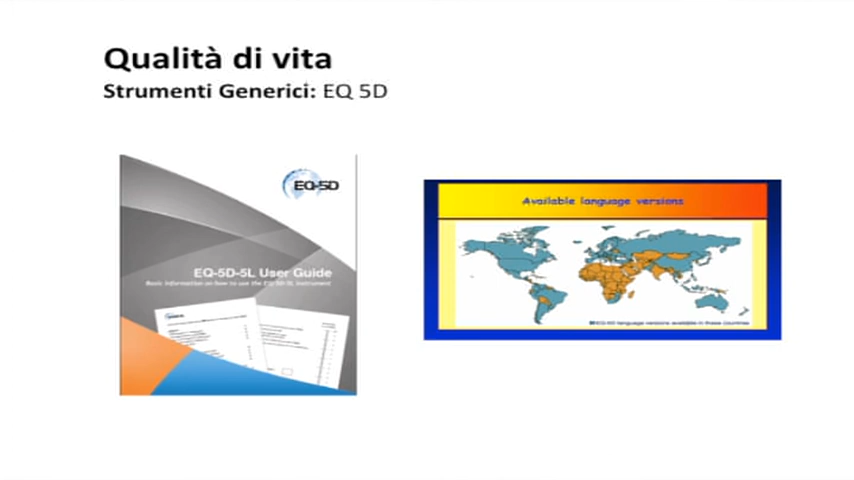 Qualità di vita
Strumenti Generici: EQ 5D
EQ-5D
EQ-5D-5L User Guide
Basic information on how to use the EQ-5D-5L instrument
Available language versions
EQ-5D language versions available in these countries